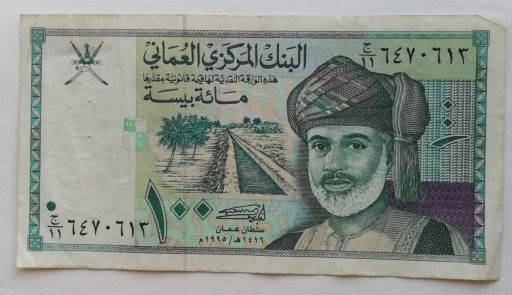 البنك المركزي العماني
هذه الورقة النقدية لها قيمة قانونية مقدارها
مائة بيسة
ج/١١ ٦٤٧٠٦١٣
١٠٠
١٠٠
سلطان عمان
١٤١٦هـ/١٩٩٥م
ج/١١ ٦٤٧٠٦١٣